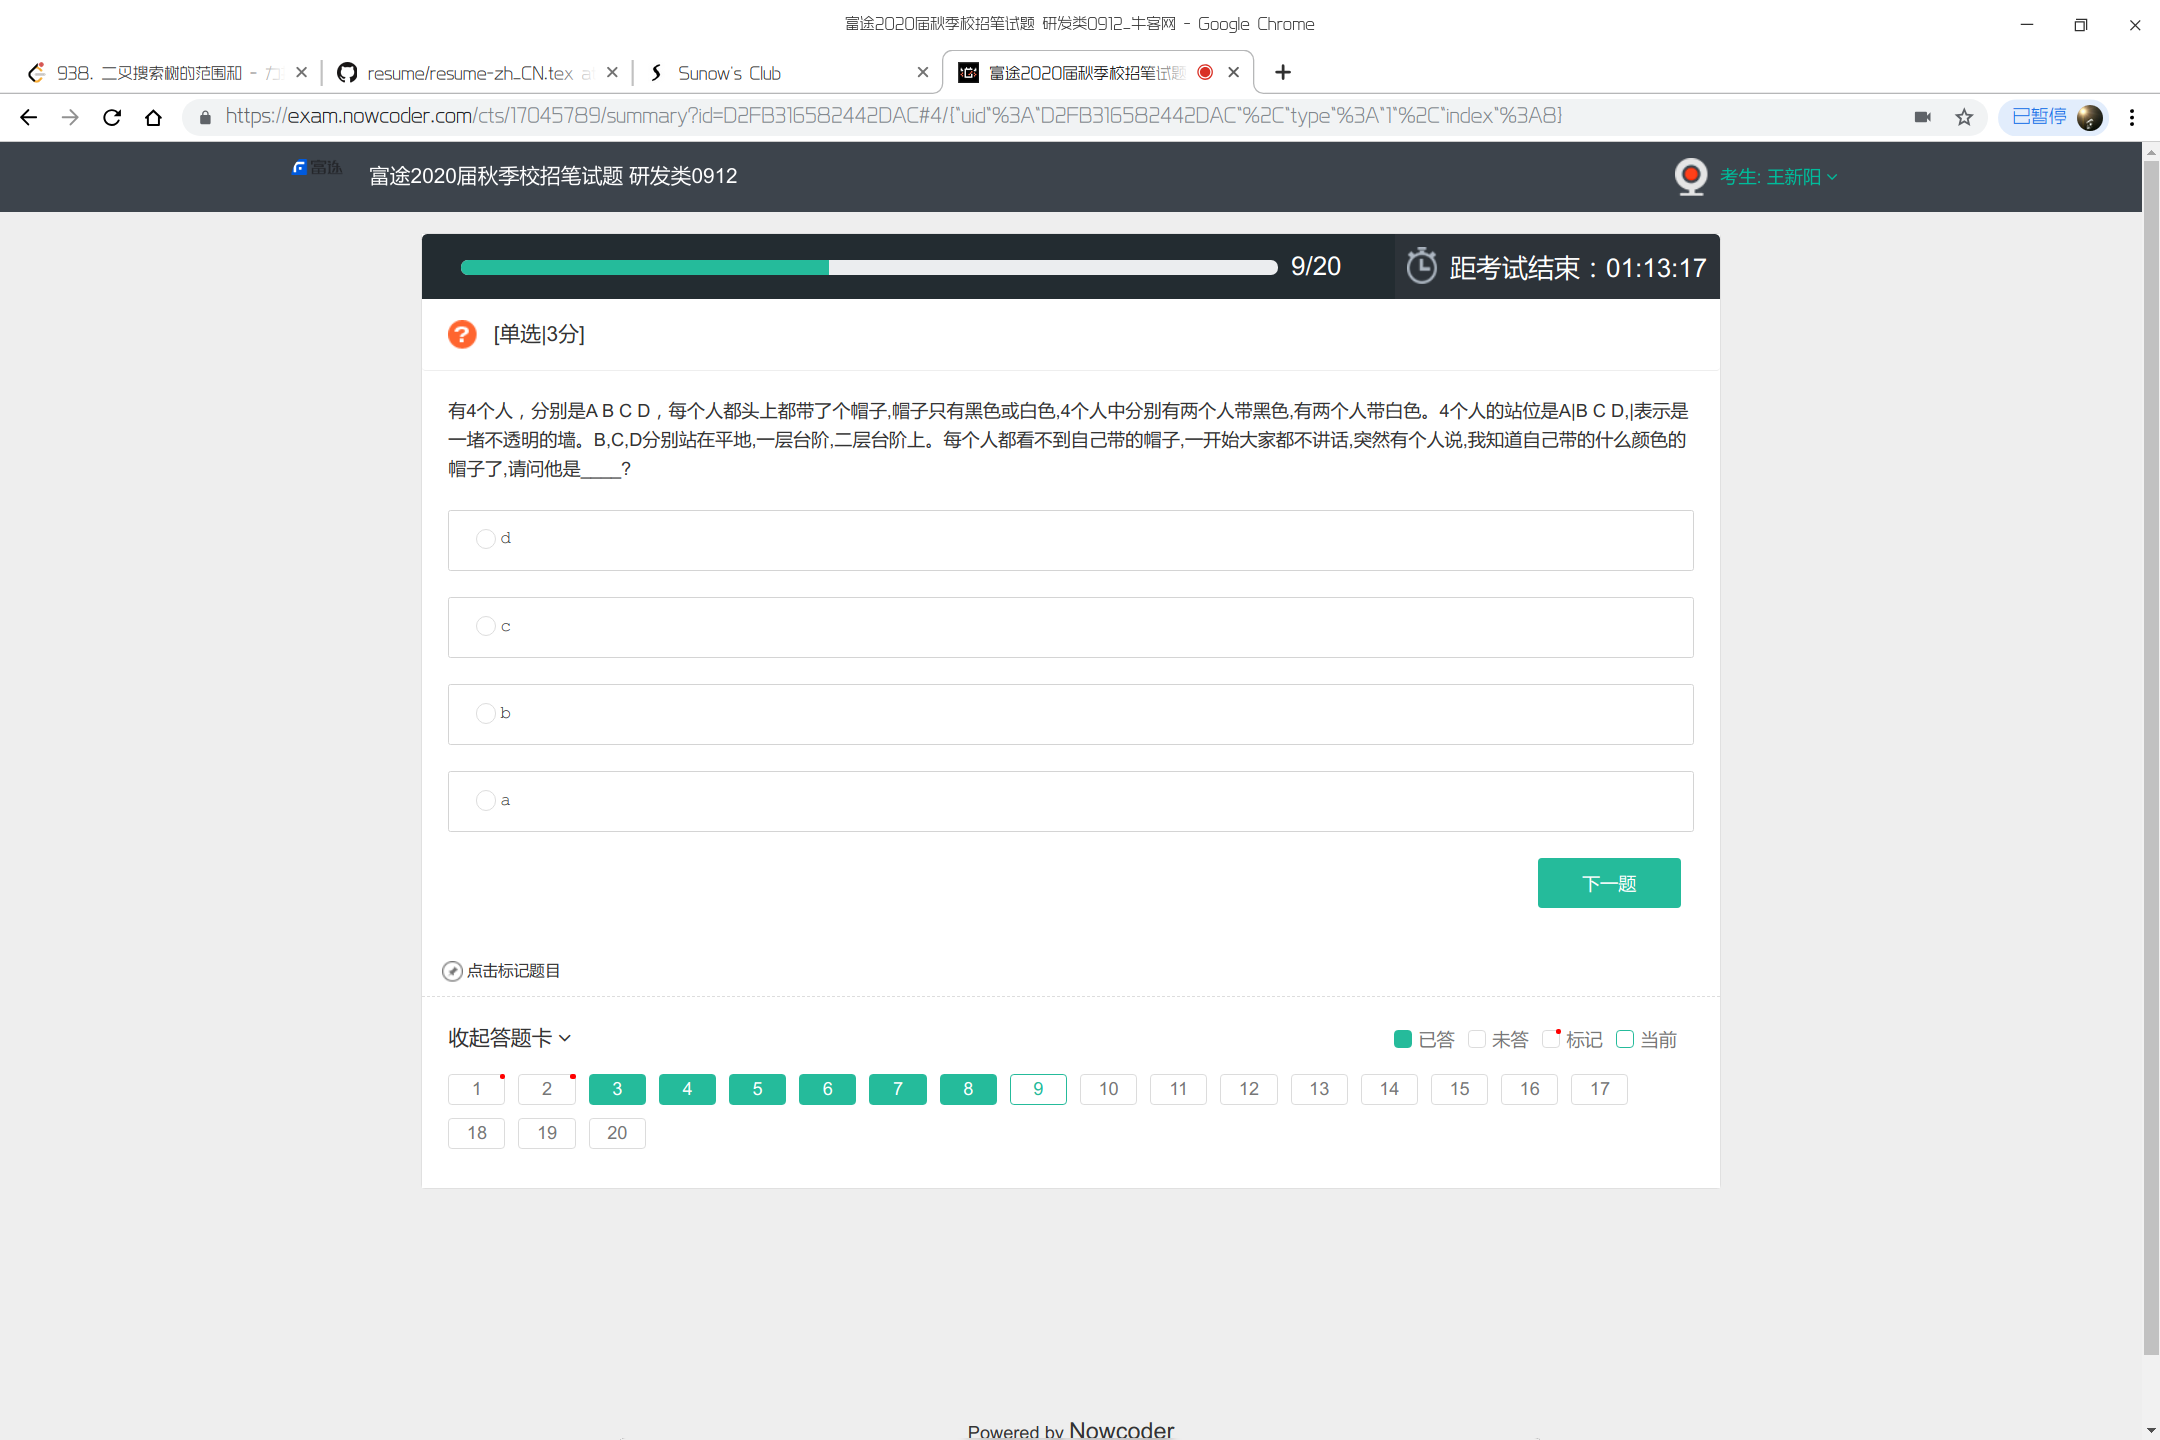 富途2020届秋季校招笔试题 研发类0912_牛客网 - Google Chrome
938. 二叉搜索树的范围和 - 力
resume/resume-zh_CN.tex at
Sunow's Club
富途2020届秋季校招笔试题
https://exam.nowcoder.com/cts/17045789/summary?id=D2FB316582442DAC#4/{"uid"%3A"D2FB316582442DAC"%2C"type"%3A"1"%2C"index"%3A8}
已暂停
富途
富途2020届秋季校招笔试题 研发类0912
考生: 王新阳
9/20
距考试结束：01:13:17
[单选|3分]
有4个人，分别是A B C D，每个人都头上都带了个帽子,帽子只有黑色或白色,4个人中分别有两个人带黑色,有两个人带白色。4个人的站位是A|B C D,|表示是
一堵不透明的墙。B,C,D分别站在平地,一层台阶,二层台阶上。每个人都看不到自己带的帽子,一开始大家都不讲话,突然有个人说,我知道自己带的什么颜色的
帽子了,请问他是____?
d
c
b
a
下一题
点击标记题目
收起答题卡
已答 未答 标记 当前
1 2 3 4 5 6 7 8 9 10 11 12 13 14 15 16 17
18 19 20
Powered by Nowcoder